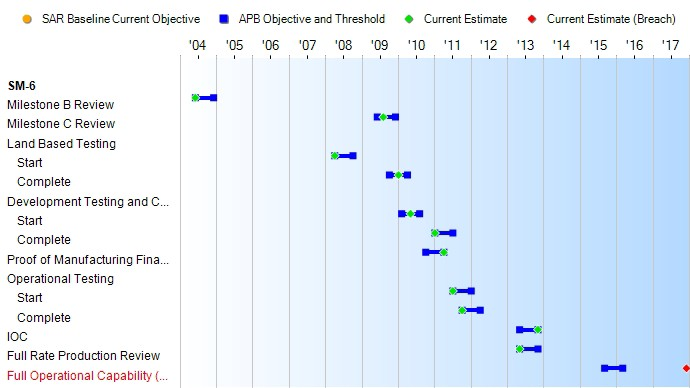 SAR Baseline Current Objective APB Objective and Threshold Current Estimate Current Estimate (Breach)
'04 '05 '06 '07 '08 '09 '10 '11 '12 '13 '14 '15 '16 '17
SM-6
Milestone B Review
Milestone C Review
Land Based Testing
Start
Complete
Development Testing and C...
Start
Complete
Proof of Manufacturing Fina...
Operational Testing
Start
Complete
IOC
Full Rate Production Review
Full Operational Capability (...